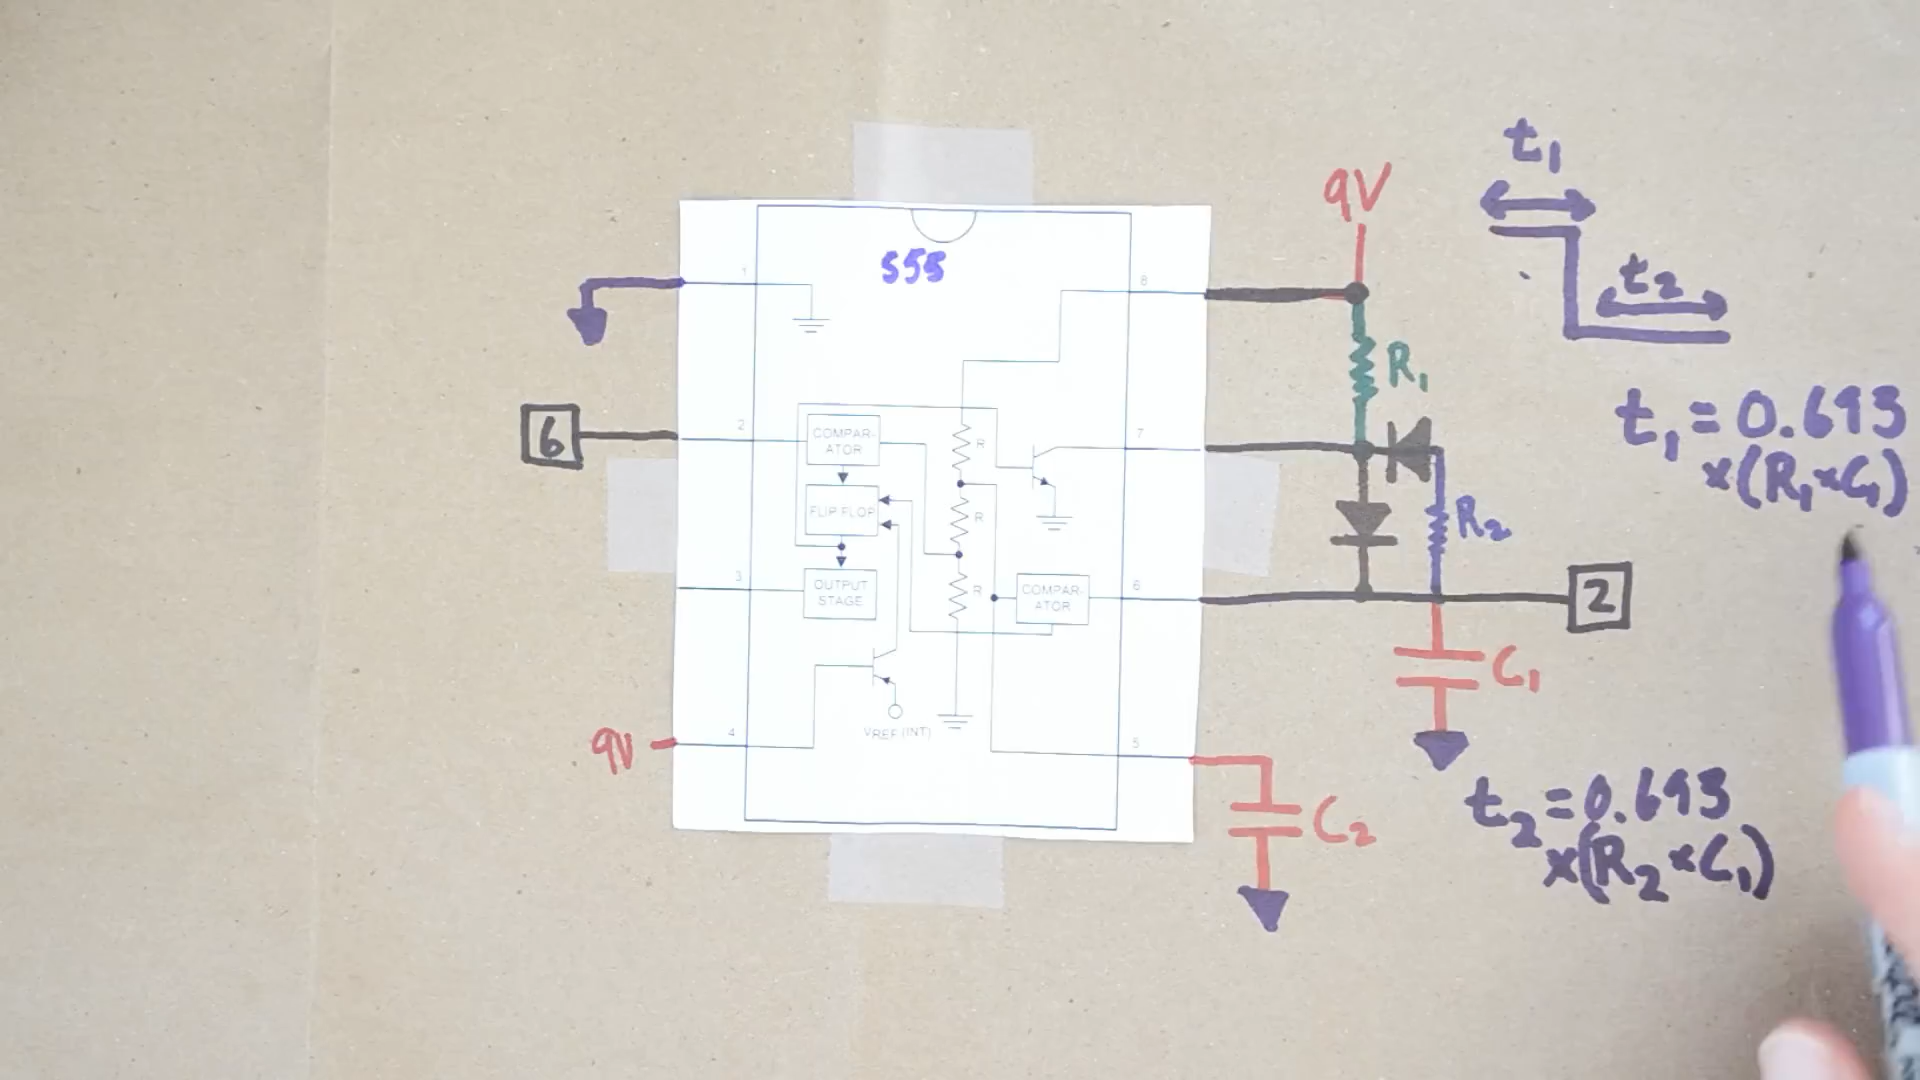 t₁
9V
555
1
8
t₂
R₁
t₁ = 0.693
×(R₁×C₁)
6
2
COMPAR-
ATOR
R
7
FLIP FLOP
R
R₂
3
OUTPUT
STAGE
R
COMPAR-
ATOR
6
2
C₁
VREF (INT)
9V
4
5
C₂
t₂ = 0.693
×(R₂×C₁)